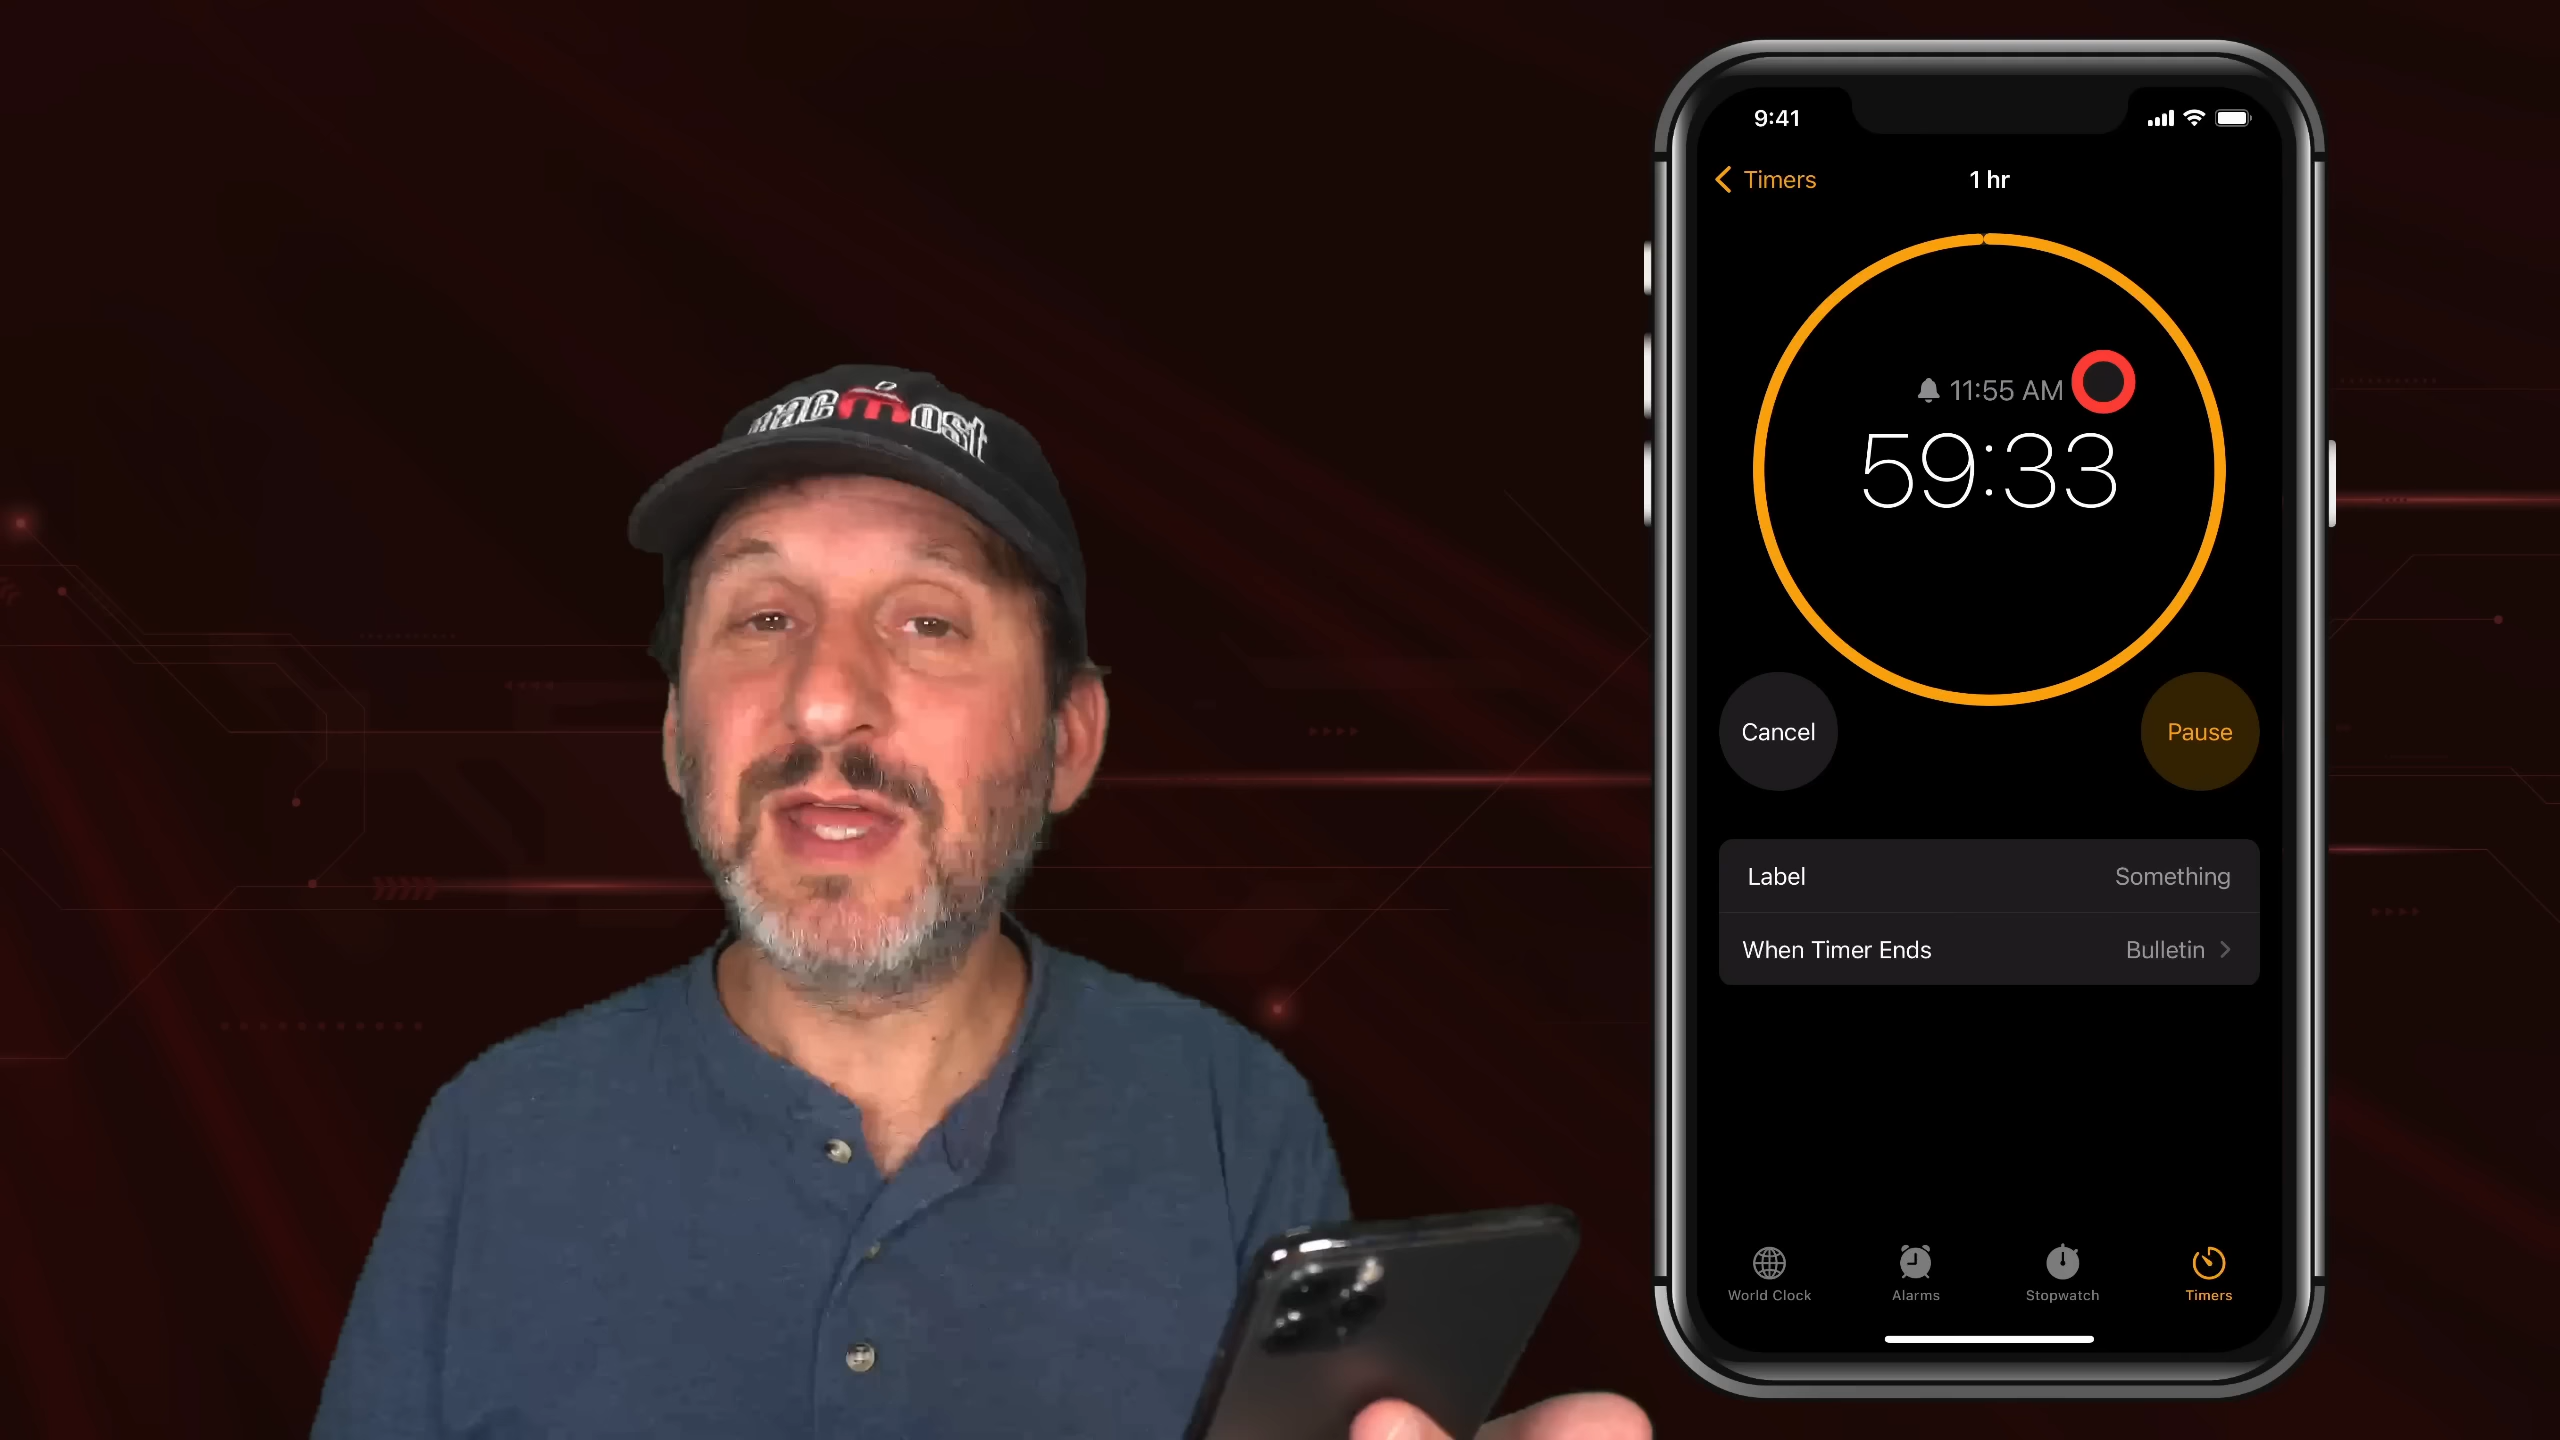 macmost
9:41
Timers
1 hr
11:55 AM
59:33
Cancel
Pause
Label
Something
When Timer Ends
Bulletin
World Clock
Alarms
Stopwatch
Timers